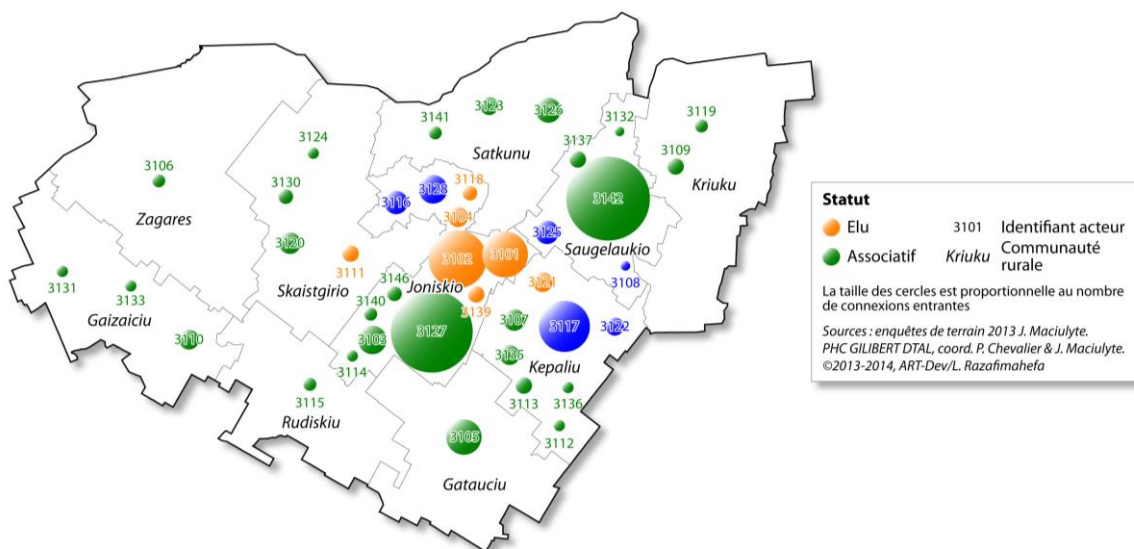 3123
3126
3132
3119
3141
3137
3124
Satkunu
3109
3106
3118
Kriuku
3130
3128
3142
3116
3104
Zagares
3125
3120
Saugelaukio
3102
3101
3111
3108
3131
Skaistgirio
Joniskio
3146
3121
3133
3140
3139
Gaizaiciu
3107
3117
3122
3127
3110
3103
3135
3114
Kepaliu
3115
3113
3136
Rudiskiu
3112
3105
Gatauciu
Statut
Elu
3101 Identifiant acteur
Associatif
Kriuku Communauté
rurale
La taille des cercles est proportionnelle au nombre
de connexions entrantes
Sources : enquêtes de terrain 2013 J. Maciulyte.
PHC GILIBERT DTAL, coord. P. Chevalier & J. Maciulyte.
©2013-2014, ART-Dev/L. Razafimahefa